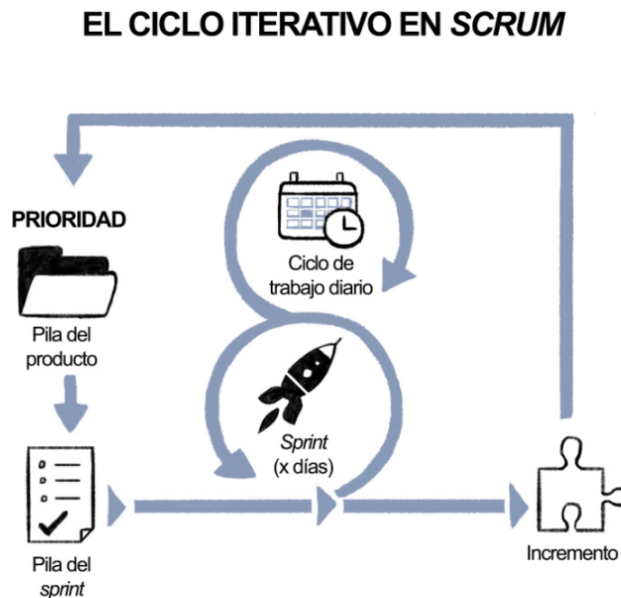 EL CICLO ITERATIVO EN SCRUM
PRIORIDAD
Pila del
producto
Ciclo de
trabajo diario
Sprint
(x días)
Pila del
sprint
Incremento